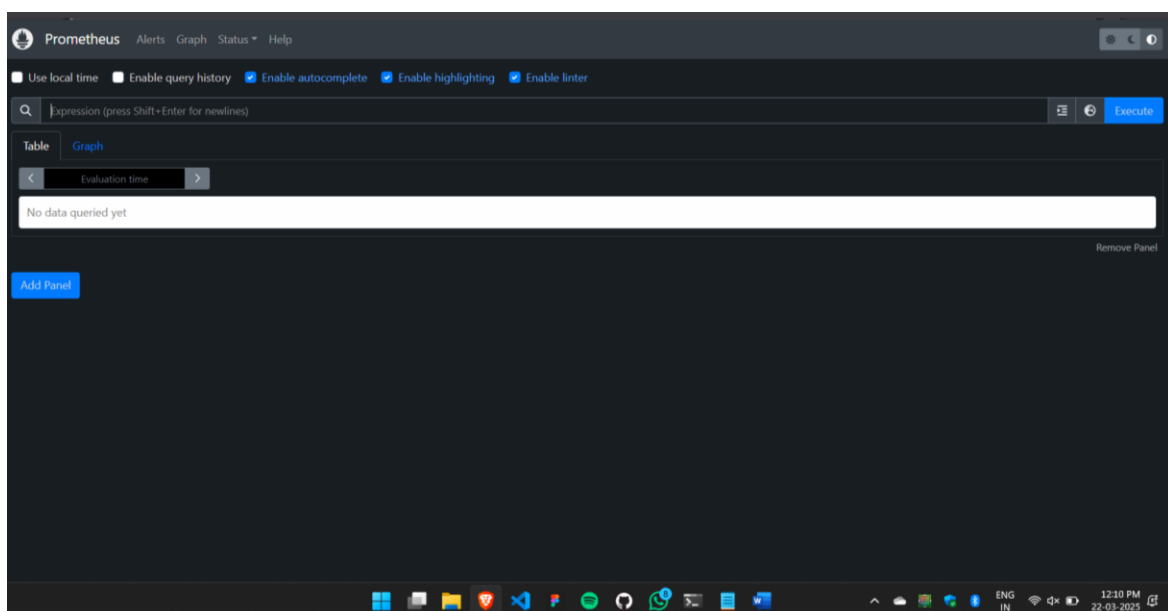 Prometheus Alerts Graph Status Help
Use local time Enable query history Enable autocomplete Enable highlighting Enable linter
Expression (press Shift+Enter for newlines) Execute
Table Graph
Evaluation time
No data queried yet
Remove Panel
Add Panel
ENG 12:10 PM
IN 22-03-2025